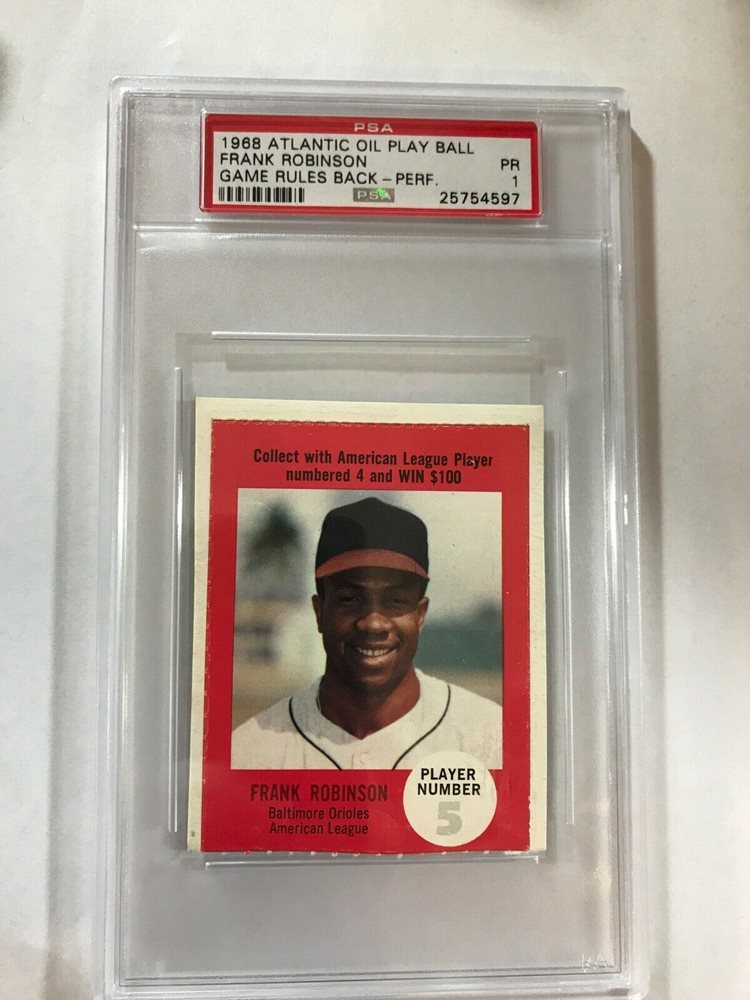 PSA
1968 ATLANTIC OIL PLAY BALL
FRANK ROBINSON PR
GAME RULES BACK-PERF. 1
PSA 25754597
Collect with American League Player
numbered 4 and WIN $100
FRANK ROBINSON
Baltimore Orioles
American League
PLAYER
NUMBER
5